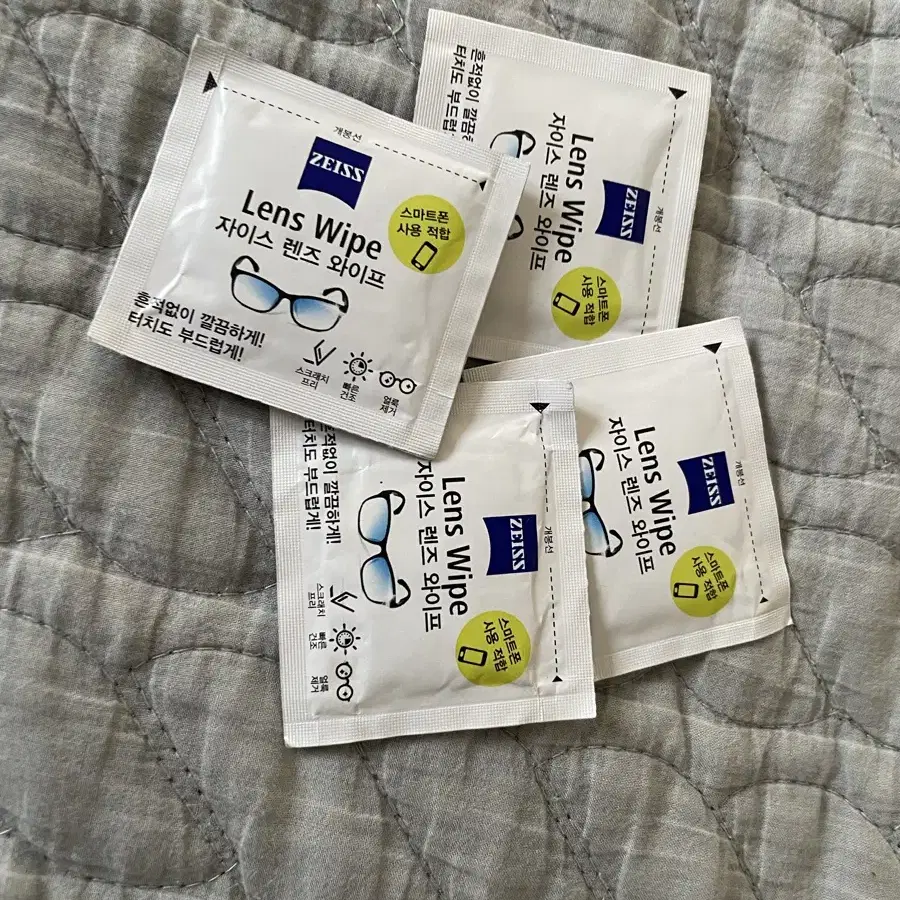 개봉선
ZEISS
Lens Wipe
자이스 렌즈 와이프
스마트폰
사용 적합
흔적없이 깔끔하게!
터치도 부드럽게!
스크래치
프리
빠른
건조
얼룩
제거
흔적없이 깔끔하
터치도 부드럽
Lens Wipe
자이스 렌즈 와이프
ZEISS
개봉선
스마트폰
사용 적합
개봉선
ZEISS
Lens Wipe
자이스 렌즈 와이프
스마트폰
사용 적합
흔적없이 깔끔하게!
터치도 부드럽게!
스크래치
프리
빠른
건조
얼룩
제거
개봉선
ZEISS
Lens Wipe
자이스 렌즈 와이프
스마트폰
사용 적합